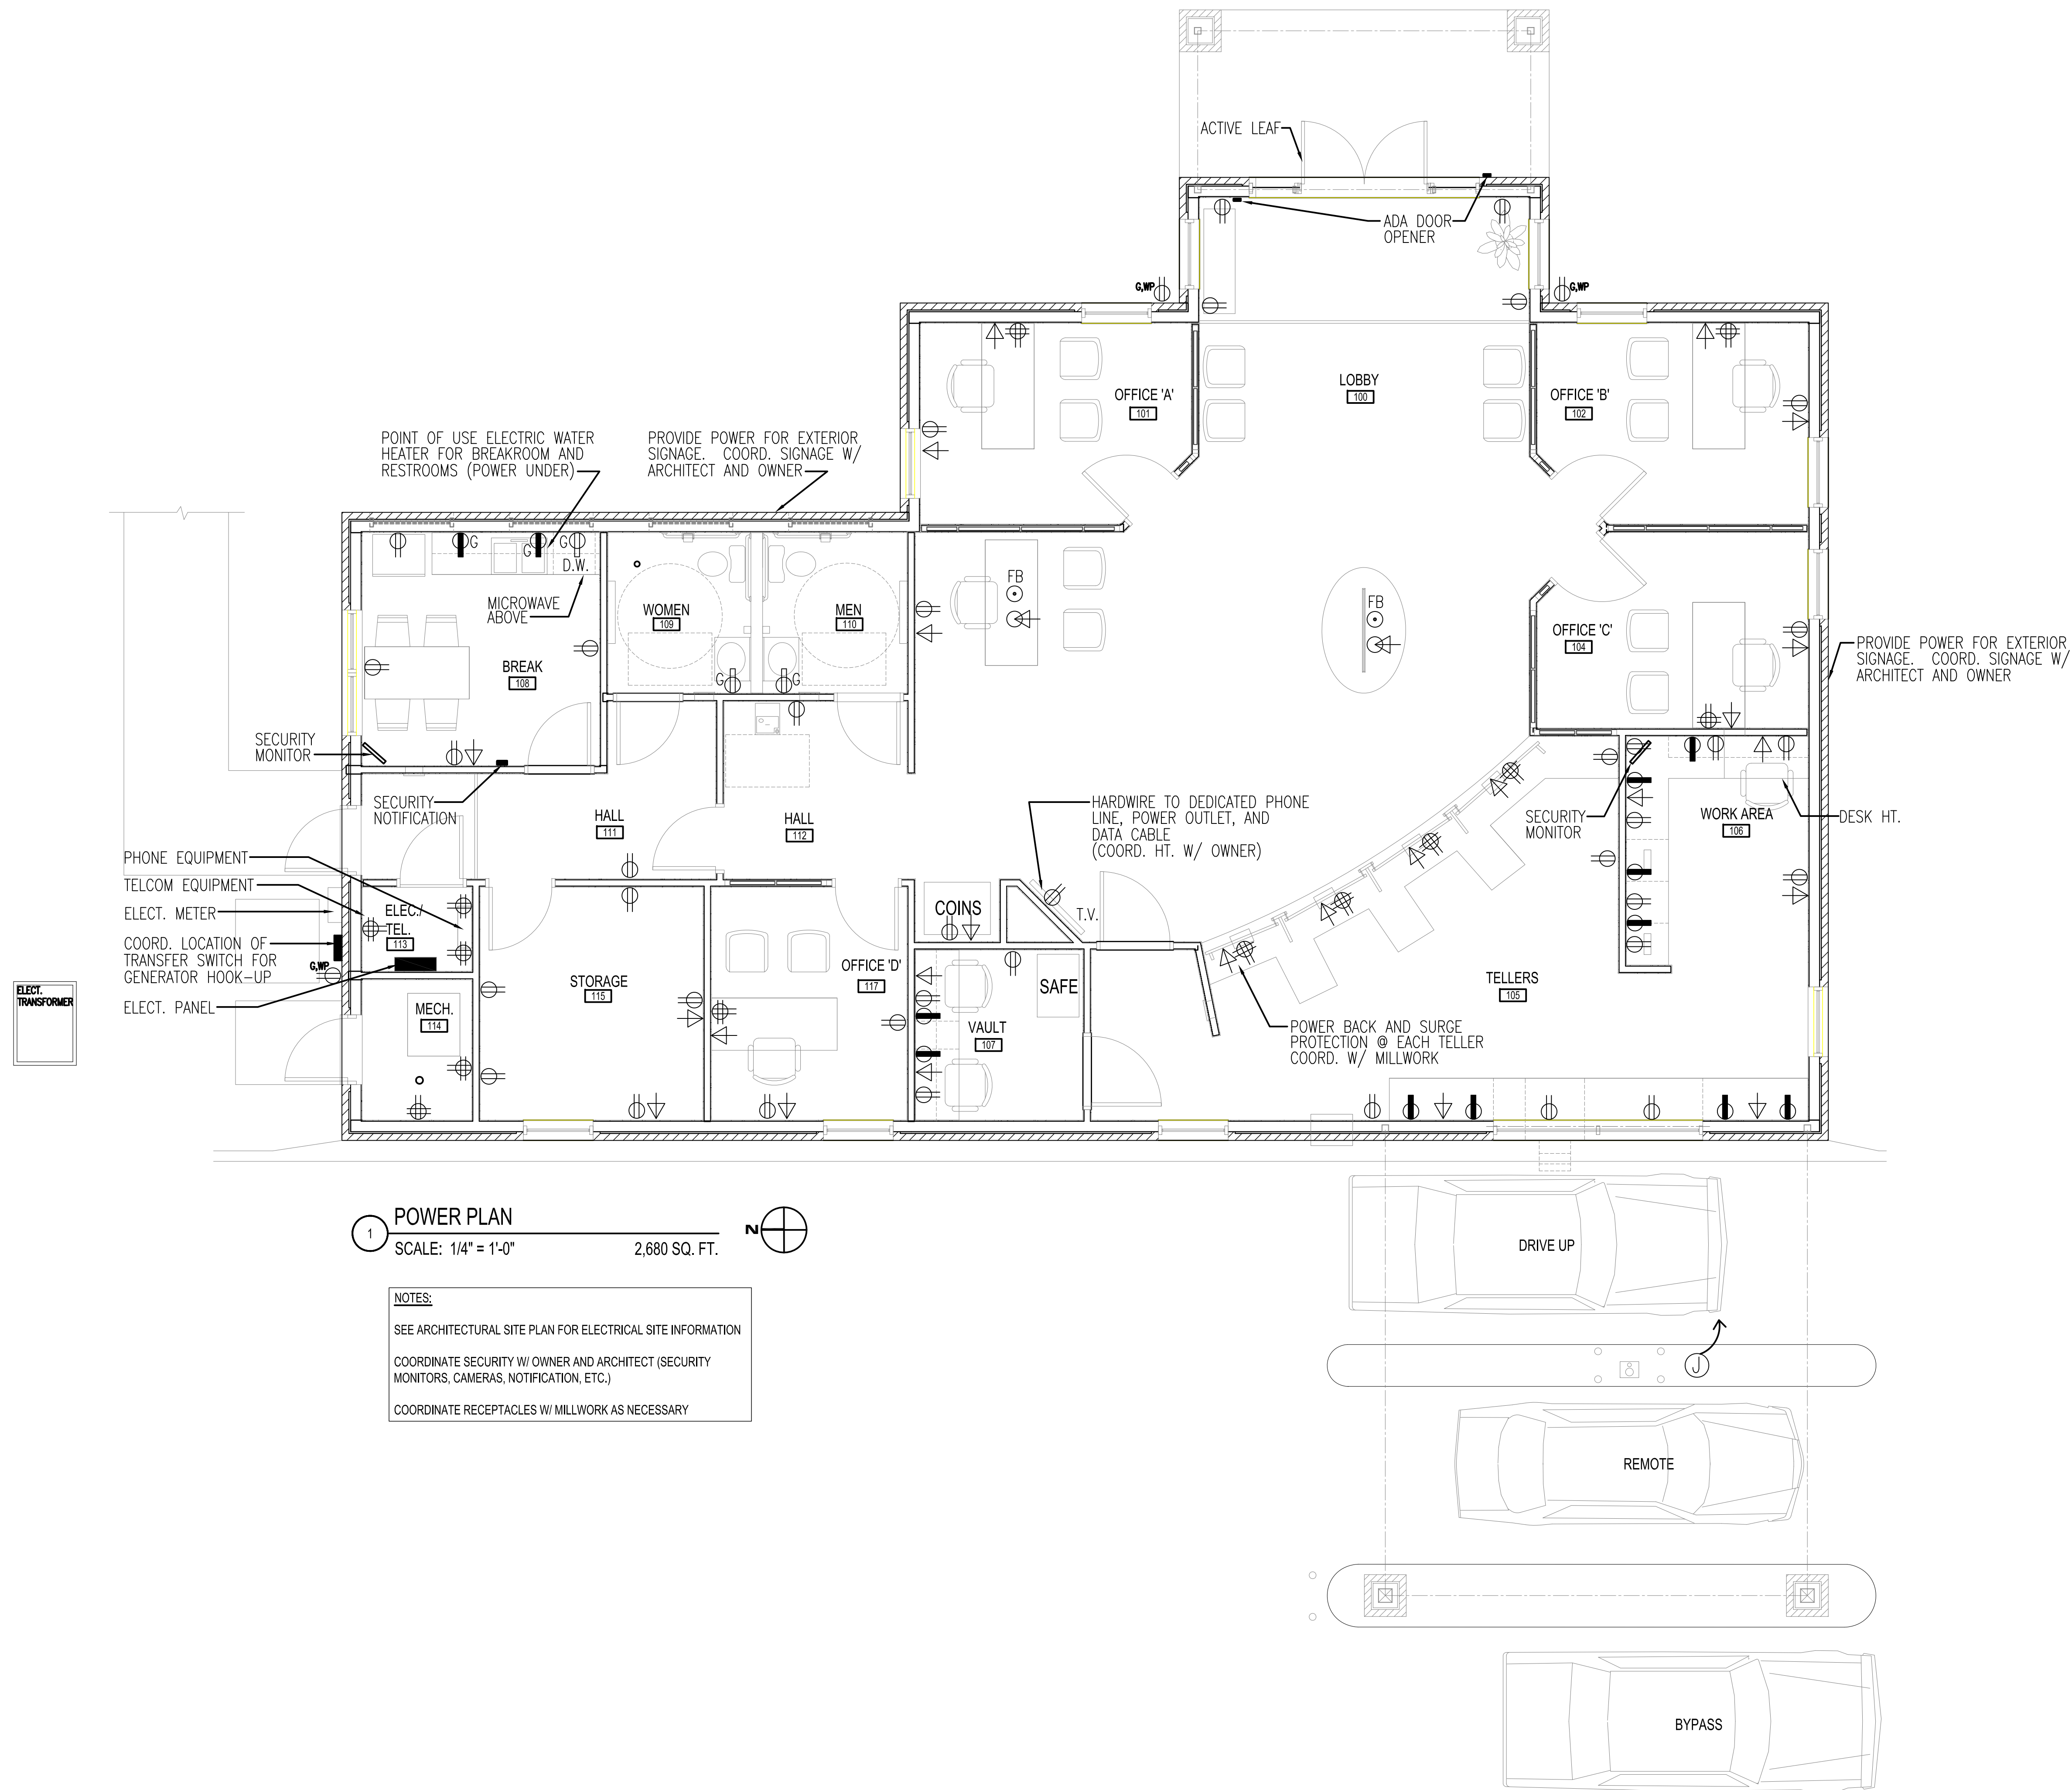 ACTIVE LEAF
ADA DOOR
OPENER
G,WP
G,WP
LOBBY
100
OFFICE 'A'
101
OFFICE 'B'
102
POINT OF USE ELECTRIC WATER
HEATER FOR BREAKROOM AND
RESTROOMS (POWER UNDER)
PROVIDE POWER FOR EXTERIOR
SIGNAGE. COORD. SIGNAGE W/
ARCHITECT AND OWNER
G
G
G
D.W.
MICROWAVE
ABOVE
WOMEN
109
MEN
110
FB
FB
OFFICE 'C'
104
PROVIDE POWER FOR EXTERIOR
SIGNAGE. COORD. SIGNAGE W/
ARCHITECT AND OWNER
BREAK
108
G
G
SECURITY
MONITOR
SECURITY
NOTIFICATION
HALL
111
HALL
112
HARDWIRE TO DEDICATED PHONE
LINE, POWER OUTLET, AND
DATA CABLE
(COORD. HT. W/ OWNER)
SECURITY
MONITOR
WORK AREA
106
DESK HT.
PHONE EQUIPMENT
TELCOM EQUIPMENT
ELECT. METER
COORD. LOCATION OF
TRANSFER SWITCH FOR
GENERATOR HOOK-UP
ELECT. PANEL
G,WP
ELEC./
TEL.
113
COINS
T.V.
ELECT.
TRANSFORMER
MECH.
114
STORAGE
115
OFFICE 'D'
117
SAFE
VAULT
107
TELLERS
105
POWER BACK AND SURGE
PROTECTION @ EACH TELLER
COORD. W/ MILLWORK
1
POWER PLAN
SCALE: 1/4" = 1'-0"
2,680 SQ. FT.
N
NOTES:
SEE ARCHITECTURAL SITE PLAN FOR ELECTRICAL SITE INFORMATION
COORDINATE SECURITY W/ OWNER AND ARCHITECT (SECURITY
MONITORS, CAMERAS, NOTIFICATION, ETC.)
COORDINATE RECEPTACLES W/ MILLWORK AS NECESSARY
DRIVE UP
J
REMOTE
BYPASS